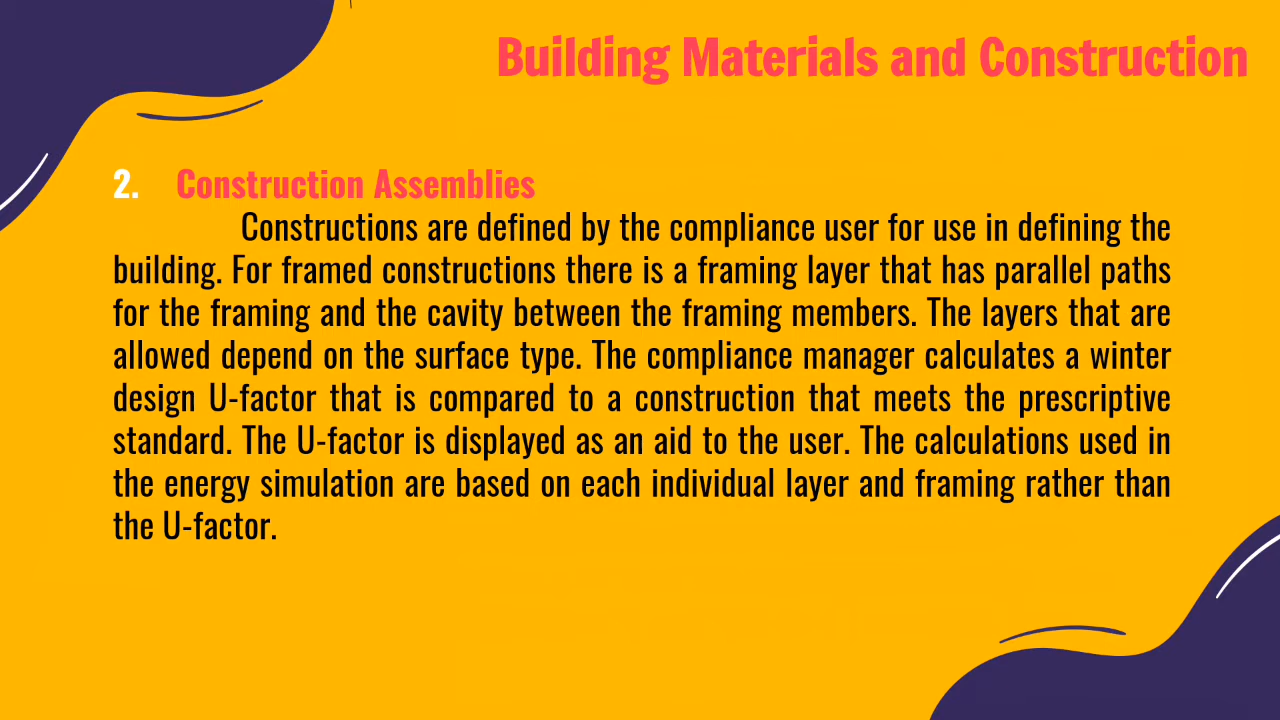 Building Materials and Construction
2. Construction Assemblies
Constructions are defined by the compliance user for use in defining the
building. For framed constructions there is a framing layer that has parallel paths
for the framing and the cavity between the framing members. The layers that are
allowed depend on the surface type. The compliance manager calculates a winter
design U-factor that is compared to a construction that meets the prescriptive
standard. The U-factor is displayed as an aid to the user. The calculations used in
the energy simulation are based on each individual layer and framing rather than
the U-factor.